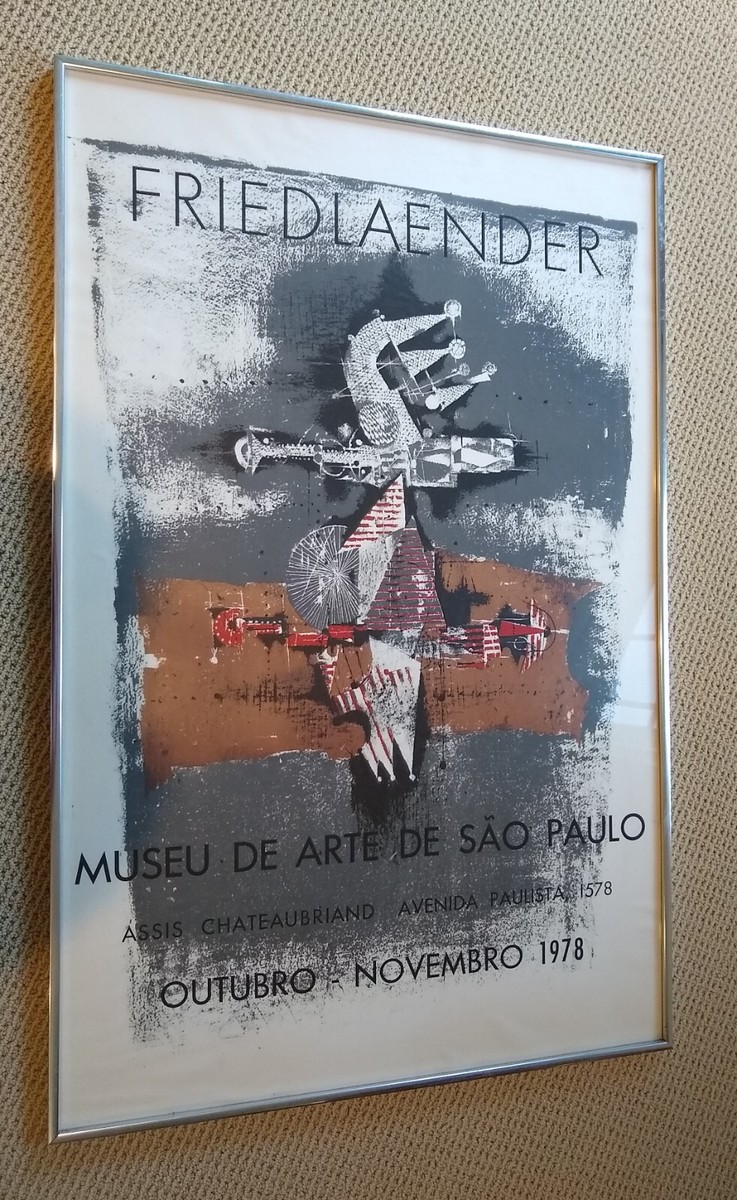 FRIEDLAENDER
MUSEU DE ARTE DE SÃO PAULO
ASSIS CHATEAUBRIAND AVENIDA PAULISTA, 1578
OUTUBRO - NOVEMBRO 1978